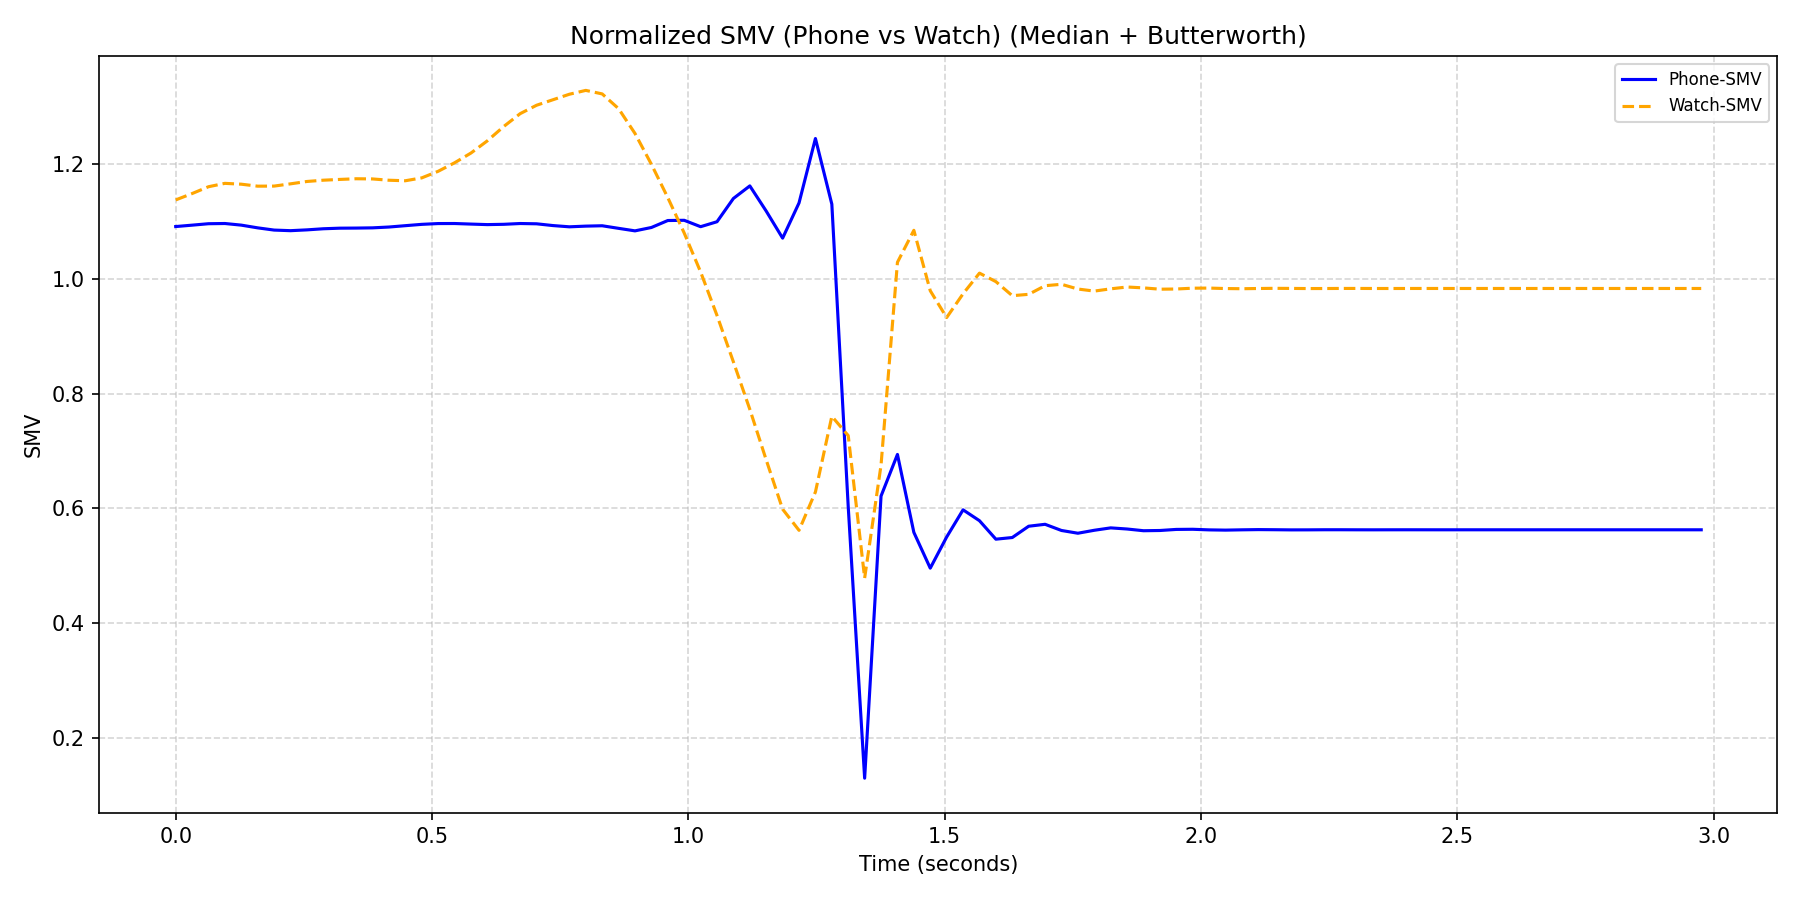 Normalized SMV (Phone vs Watch) (Median + Butterworth)
Phone-SMV
Watch-SMV
1.2
1.0
0.8
0.6
0.4
0.2
SMV
0.0 0.5 1.0 1.5 2.0 2.5 3.0
Time (seconds)